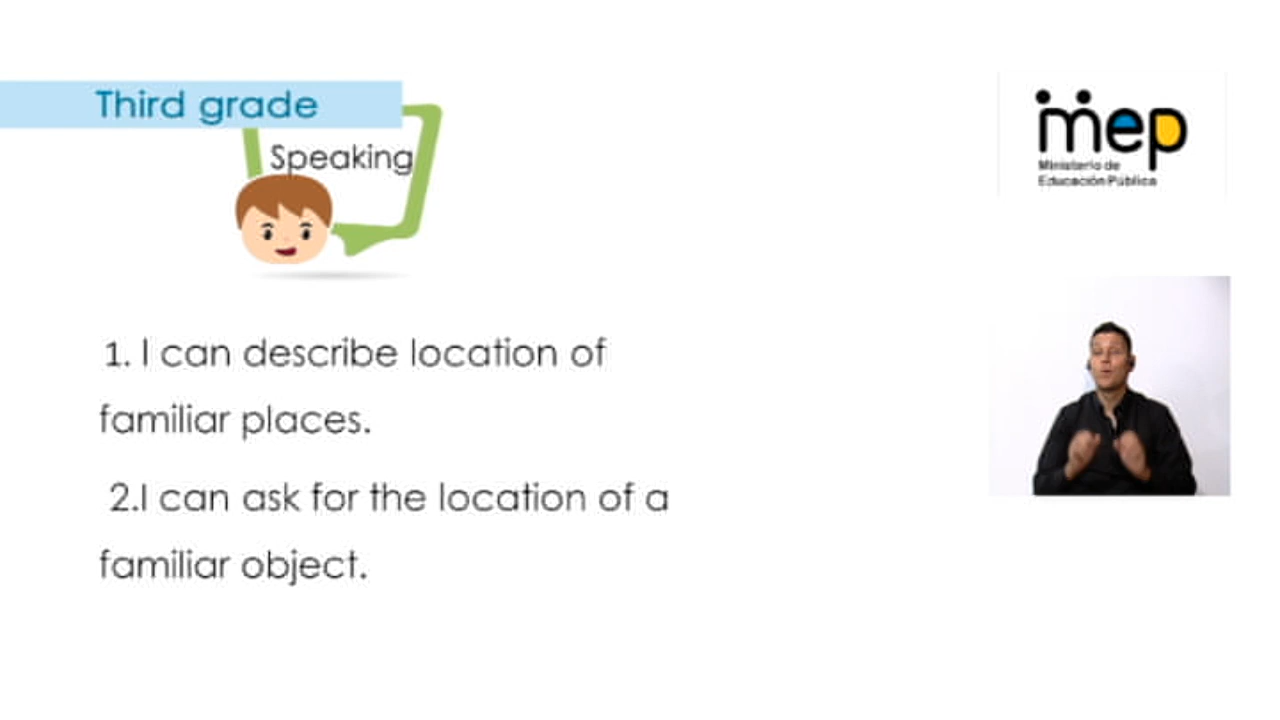 Third grade
Speaking
mep
Ministerio de
Educación Pública
1. I can describe location of
familiar places.
2.I can ask for the location of a
familiar object.